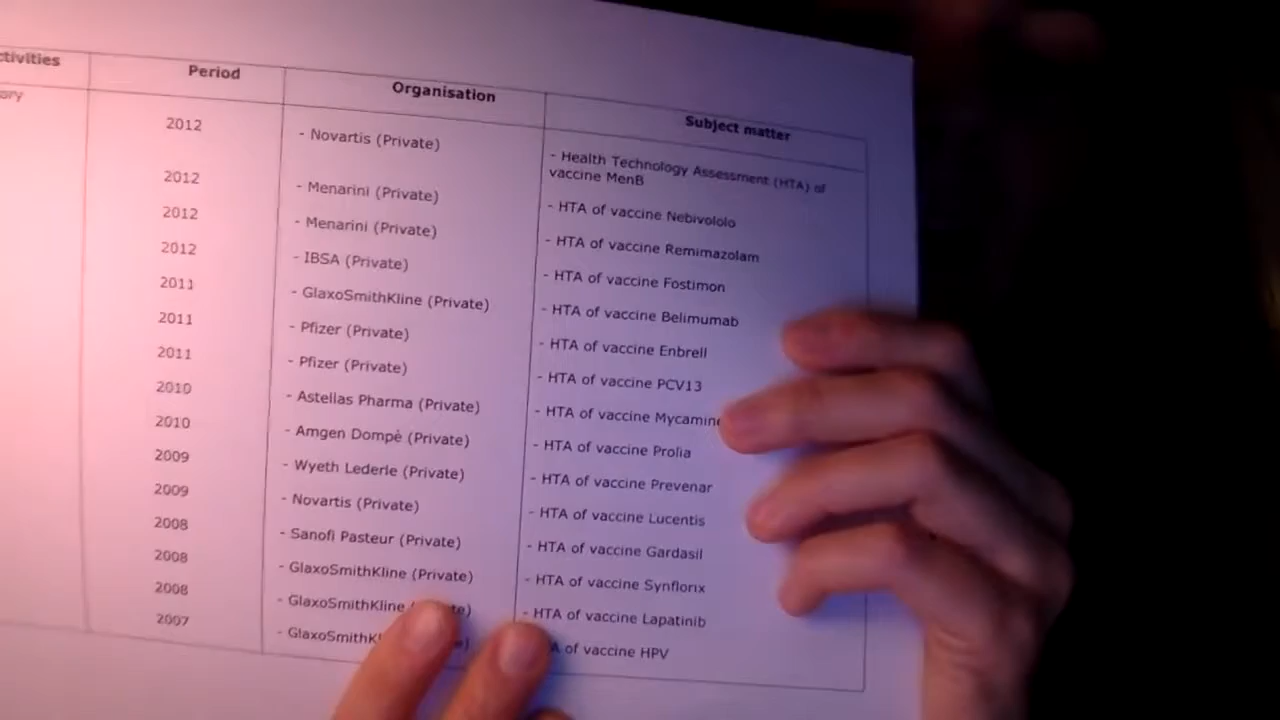 ctivities Period Organisation Subject matter
ary 2012 - Novartis (Private) - Health Technology Assessment (HTA) of
vaccine MenB
2012 - Menarini (Private) - HTA of vaccine Nebivololo
2012 - Menarini (Private) - HTA of vaccine Remimazolam
2012 - IBSA (Private) - HTA of vaccine Fostimon
2011 - GlaxoSmithKline (Private) - HTA of vaccine Belimumab
2011 - Pfizer (Private) - HTA of vaccine Enbrell
2011 - Pfizer (Private) - HTA of vaccine PCV13
2010 - Astellas Pharma (Private) - HTA of vaccine Mycamine
2010 - Amgen Dompè (Private) - HTA of vaccine Prolia
2009 - Wyeth Lederle (Private) - HTA of vaccine Prevenar
2009 - Novartis (Private) - HTA of vaccine Lucentis
2008 - Sanofi Pasteur (Private) - HTA of vaccine Gardasil
2008 - GlaxoSmithKline (Private) - HTA of vaccine Synflorix
2008 - GlaxoSmithKline - HTA of vaccine Lapatinib
2007 - GlaxoSmithK of vaccine HPV